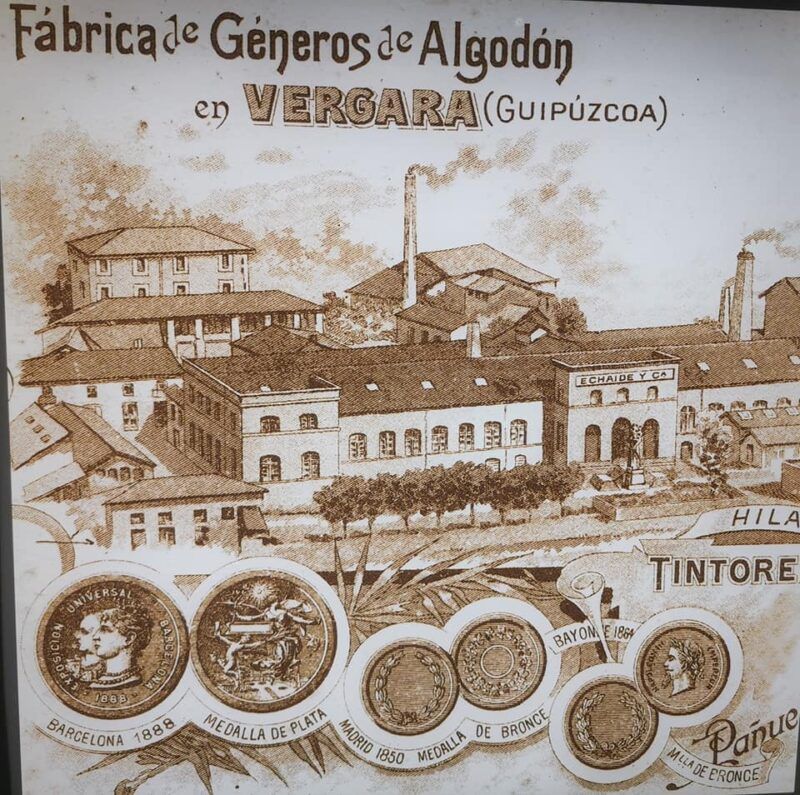 Fábrica de Géneros de Algodón
en VERGARA (GUIPÚZCOA)
ECHAIDE Y Cª
HILA
TINTORE
EXPOSICION UNIVERSAL BARCELONA
1888
BARCELONA 1888
MEDALLA DE PLATA
MADRID 1850 MEDALLA DE BRONCE
BAYONNE 1864
Pañue
M.LLA DE BRONCE